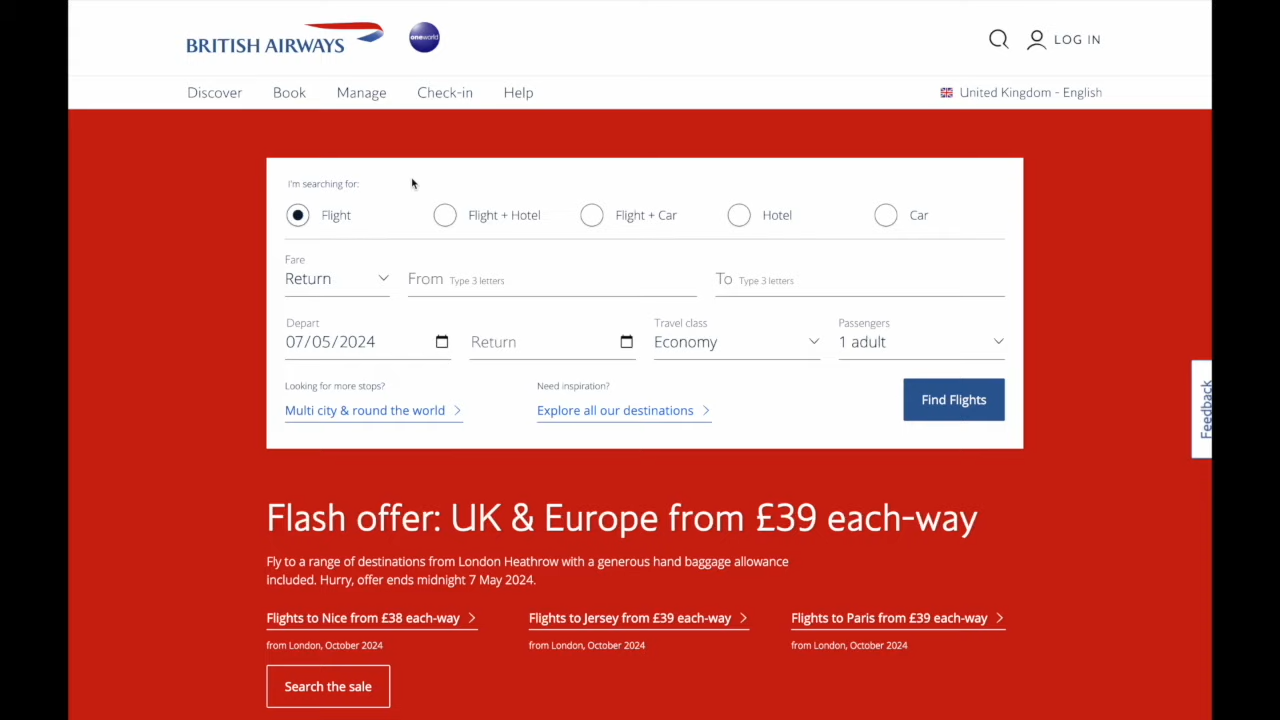 BRITISH AIRWAYS
oneworld
LOG IN
Discover Book Manage Check-in Help
United Kingdom - English
I'm searching for:
Flight Flight + Hotel Flight + Car Hotel Car
Fare
Return From Type 3 letters To Type 3 letters
Depart Travel class Passengers
07/05/2024 Return Economy 1 adult
Looking for more stops? Need inspiration?
Multi city & round the world Explore all our destinations
Find Flights
Feedback
Flash offer: UK & Europe from £39 each-way
Fly to a range of destinations from London Heathrow with a generous hand baggage allowance
included. Hurry, offer ends midnight 7 May 2024.
Flights to Nice from £38 each-way Flights to Jersey from £39 each-way Flights to Paris from £39 each-way
from London, October 2024 from London, October 2024 from London, October 2024
Search the sale